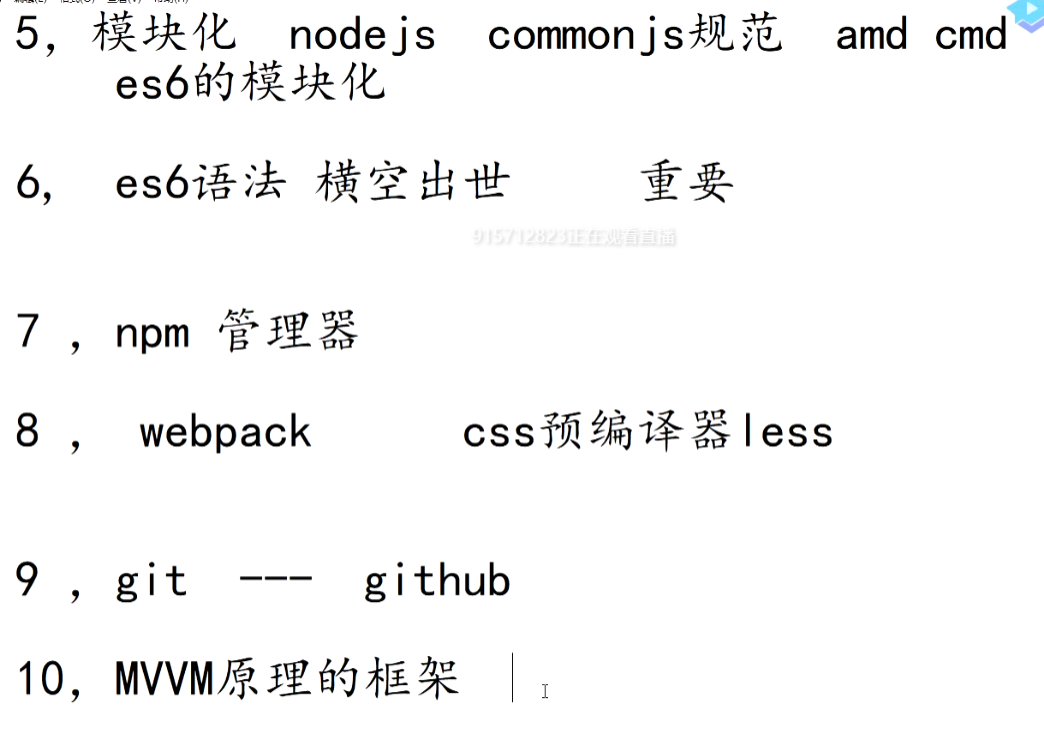 5, 模块化 nodejs commonjs规范 amd cmd
es6的模块化
6, es6语法 横空出世 重要
915712823正在观看直播
7 , npm 管理器
8 , webpack css预编译器less
9 , git --- github
10, MVVM原理的框架